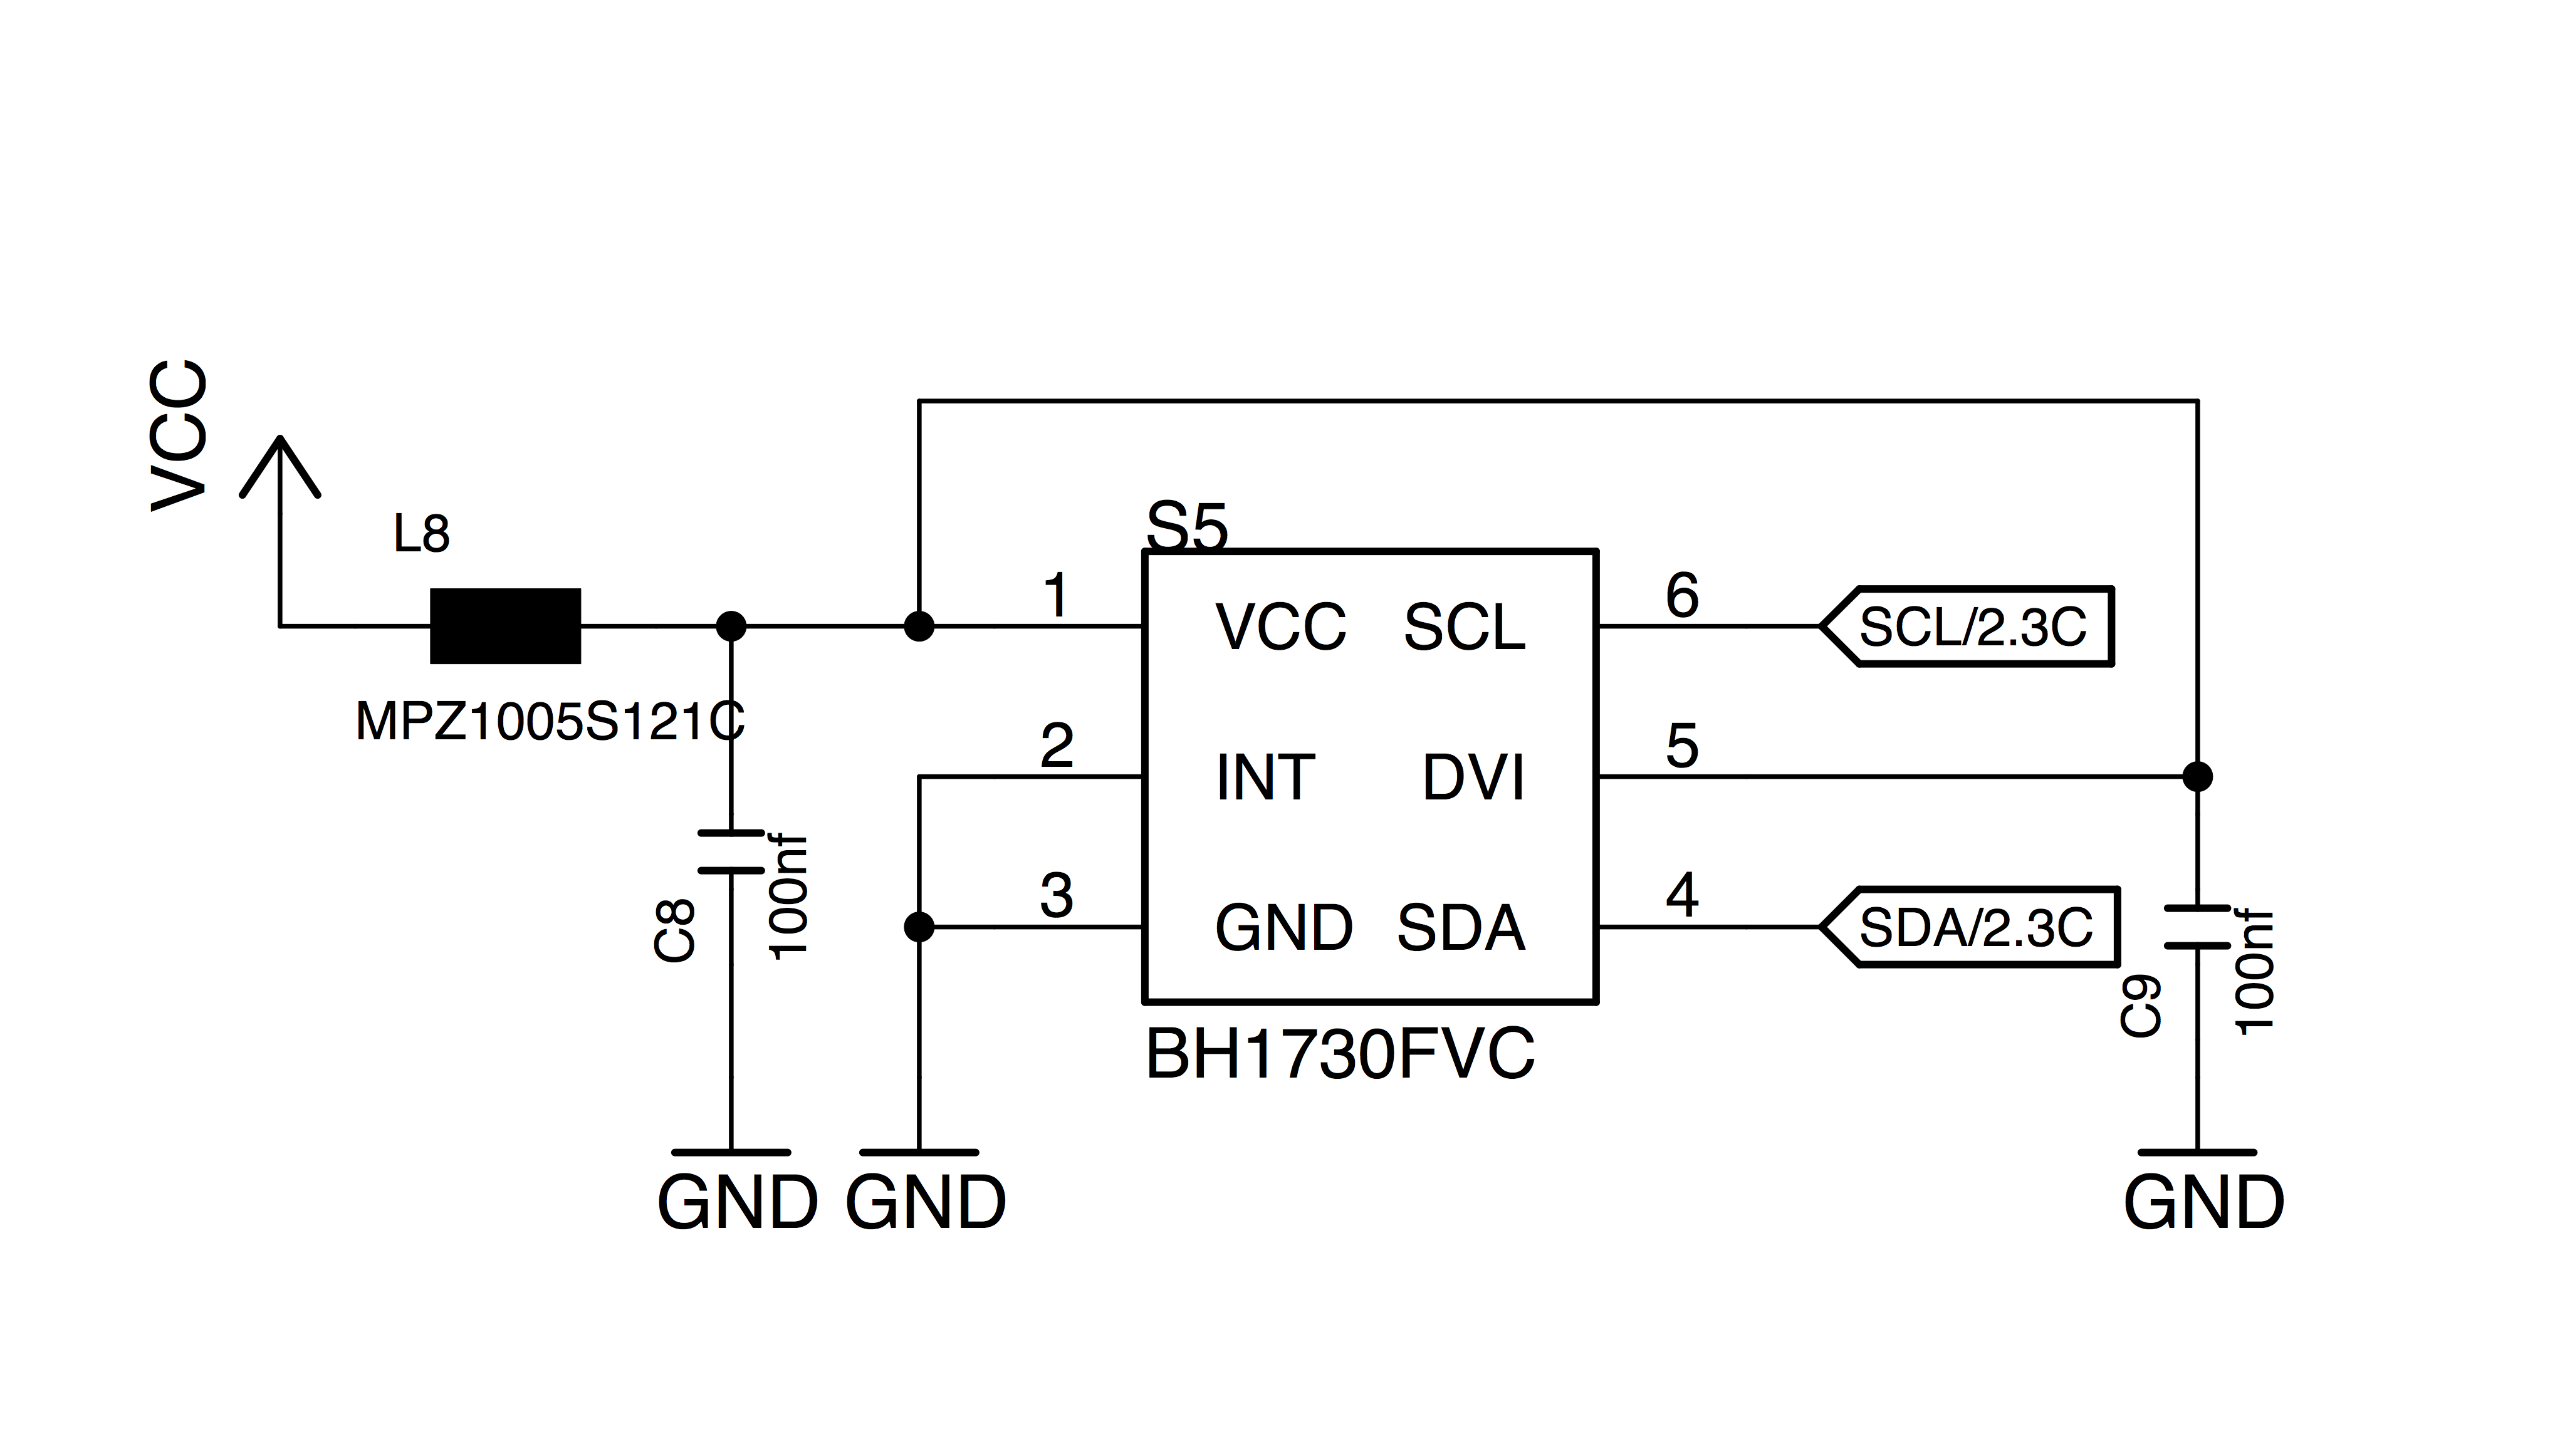 VCC
L8
MPZ1005S121C
C8
100nf
S5
1
VCC
SCL
6
SCL/2.3C
2
INT
DVI
5
3
GND
SDA
4
SDA/2.3C
BH1730FVC
C9
100nf
GND
GND
GND